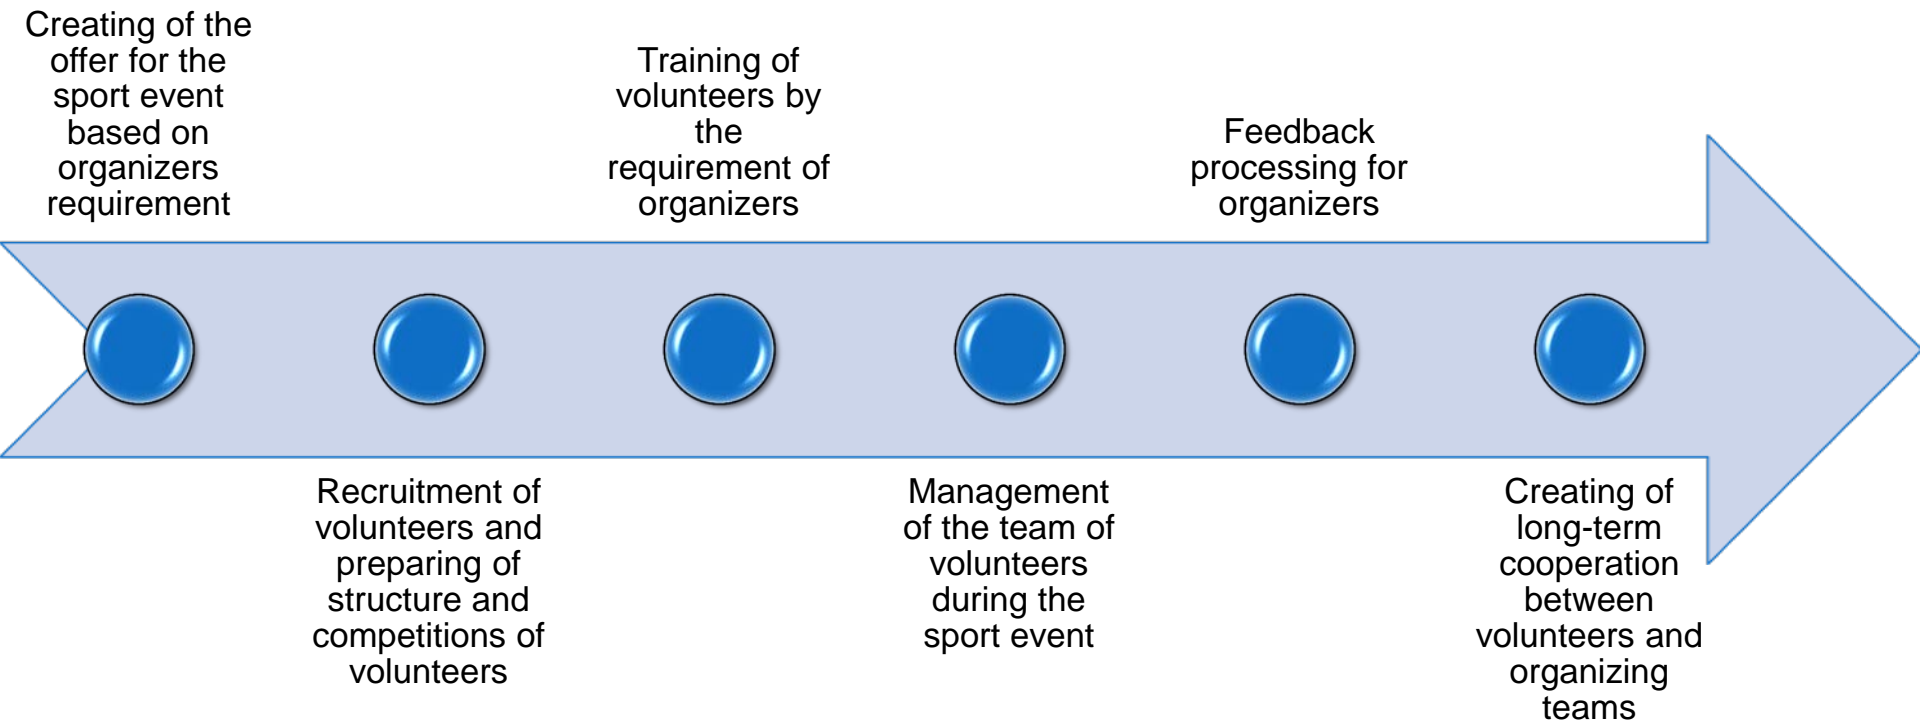 Creating of the
offer for the
sport event
based on
organizers
requirement
Recruitment of
volunteers and
preparing of
structure and
competitions of
volunteers
Training of
volunteers by
the
requirement of
organizers
Management
of the team of
volunteers
during the
sport event
Feedback
processing for
organizers
Creating of
long-term
cooperation
between
volunteers and
organizing
teams